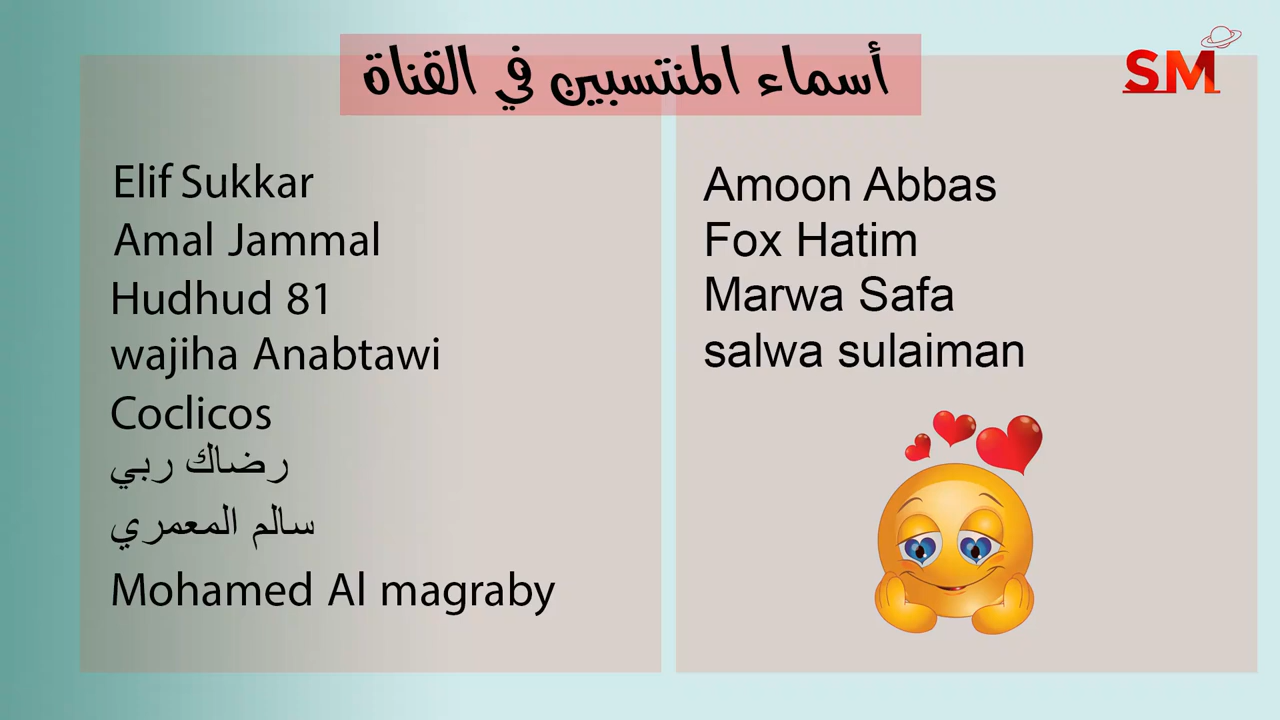 أسماء المنتسبين في القناة
SM
Elif Sukkar
Amal Jammal
Hudhud 81
wajiha Anabtawi
Coclicos
رضاك ربي
سالم المعمري
Mohamed Al magraby
Amoon Abbas
Fox Hatim
Marwa Safa
salwa sulaiman